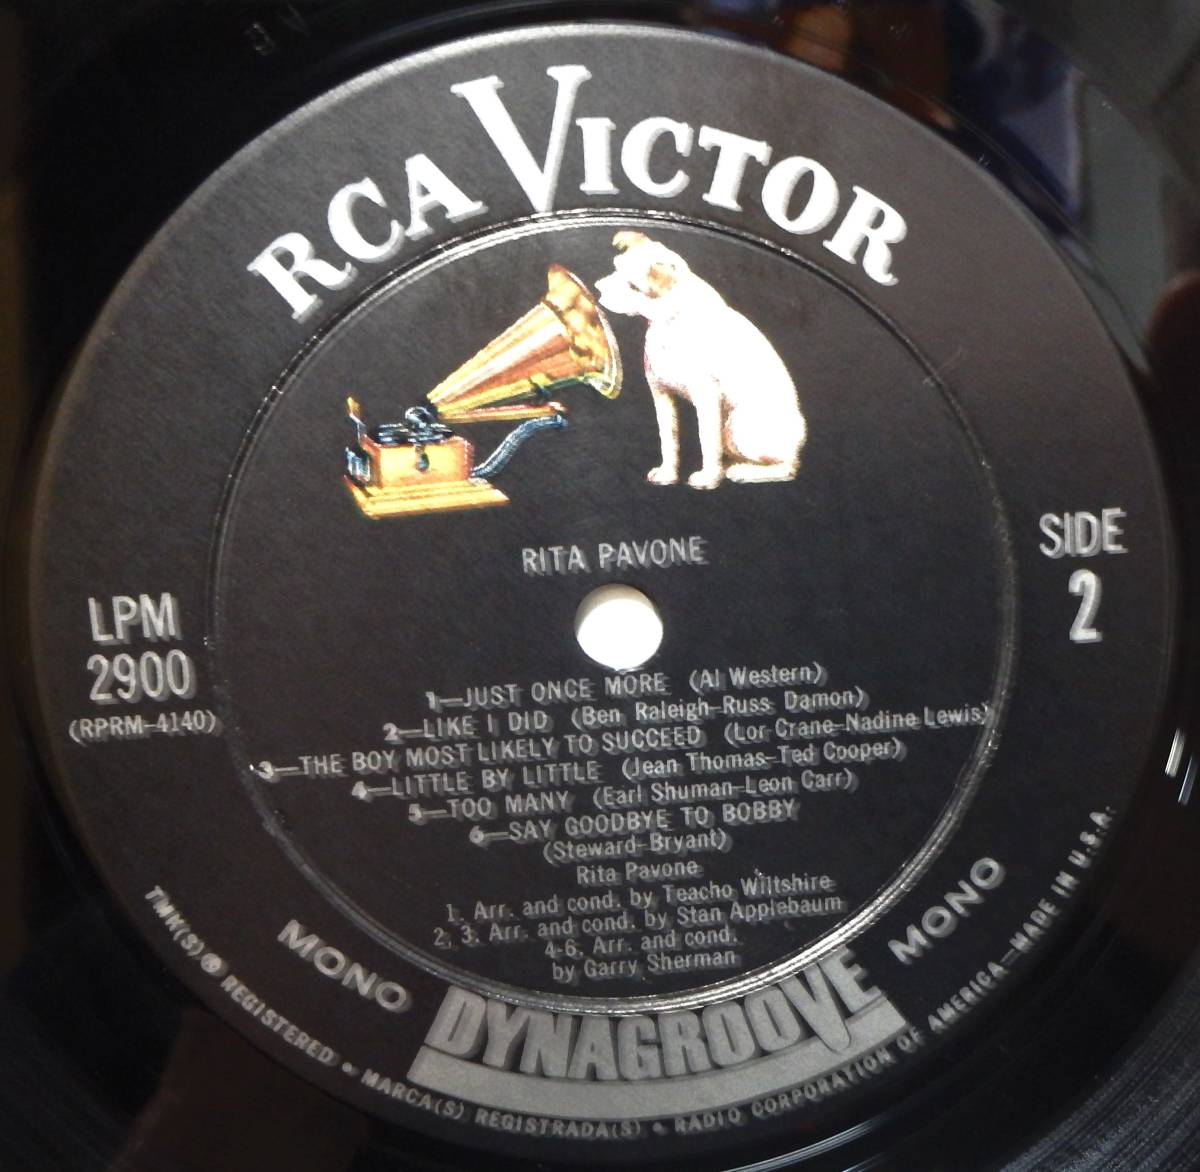 RCA VICTOR
RITA PAVONE
SIDE
2
LPM
2900
(RPRM-4140)
1—JUST ONCE MORE (Al Western)
2—LIKE I DID (Ben Raleigh-Russ Damon)
3—THE BOY MOST LIKELY TO SUCCEED (Lor Crane-Nadine Lewis)
4—LITTLE BY LITTLE (Jean Thomas-Ted Cooper)
5—TOO MANY (Earl Shuman-Leon Carr)
6—SAY GOODBYE TO BOBBY
(Steward-Bryant)
Rita Pavone
1. Arr. and cond. by Teacho Wiltshire
2, 3. Arr. and cond. by Stan Applebaum
4-6. Arr. and cond.
by Garry Sherman
MONO DYNAGROOVE MONO
TMK(S) ® REGISTERED • MARCA(S) REGISTRADA(S) • RADIO CORPORATION OF AMERICA—MADE IN U.S.A.